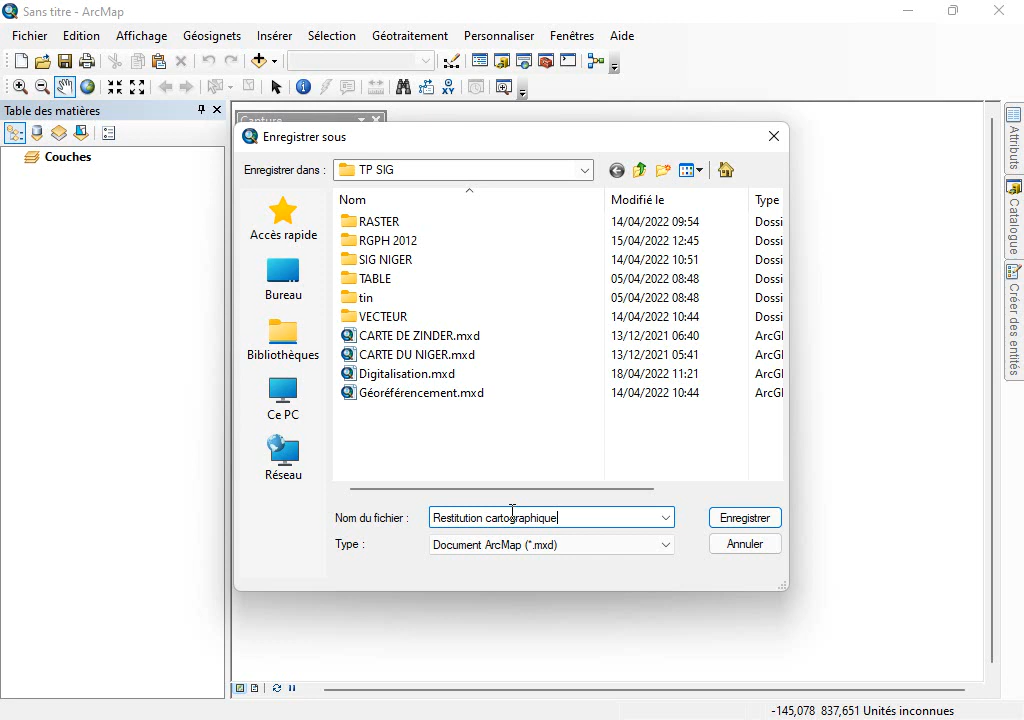 Sans titre - ArcMap
Fichier Edition Affichage Géosignets Insérer Sélection Géotraitement Personnaliser Fenêtres Aide
Table des matières
Couches
Capture
Enregistrer sous
Enregistrer dans : TP SIG
Accès rapide
Bureau
Bibliothèques
Ce PC
Réseau
Nom Modifié le Type
RASTER 14/04/2022 09:54 Dossi
RGPH 2012 15/04/2022 12:45 Dossi
SIG NIGER 14/04/2022 10:51 Dossi
TABLE 05/04/2022 08:48 Dossi
tin 05/04/2022 08:48 Dossi
VECTEUR 14/04/2022 10:44 Dossi
CARTE DE ZINDER.mxd 13/12/2021 06:40 ArcGI
CARTE DU NIGER.mxd 13/12/2021 05:41 ArcGI
Digitalisation.mxd 18/04/2022 11:21 ArcGI
Géoréférencement.mxd 14/04/2022 10:44 ArcGI
Nom du fichier : Restitution cartographique Enregistrer
Type : Document ArcMap (*.mxd) Annuler
Attributs
Catalogue
Créer des entités
-145,078 837,651 Unités inconnues